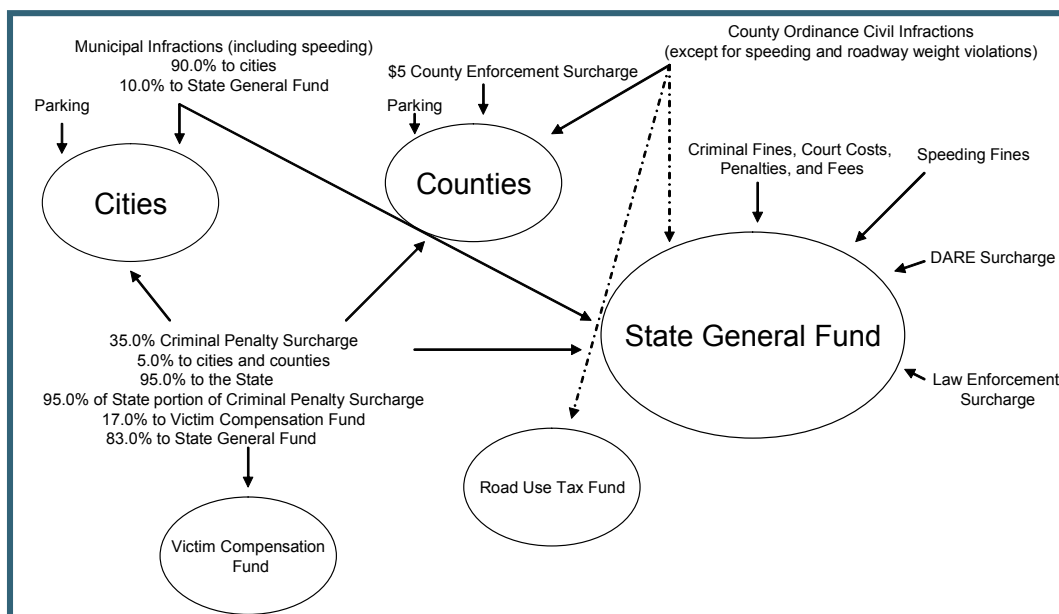 Municipal Infractions (including speeding)
90.0% to cities
10.0% to State General Fund
County Ordinance Civil Infractions
(except for speeding and roadway weight violations)
$5 County Enforcement Surcharge
Parking
Parking
Criminal Fines, Court Costs,
Penalties, and Fees
Speeding Fines
Cities
Counties
DARE Surcharge
State General Fund
35.0% Criminal Penalty Surcharge
5.0% to cities and counties
95.0% to the State
95.0% of State portion of Criminal Penalty Surcharge
17.0% to Victim Compensation Fund
83.0% to State General Fund
Law Enforcement
Surcharge
Road Use Tax Fund
Victim Compensation
Fund